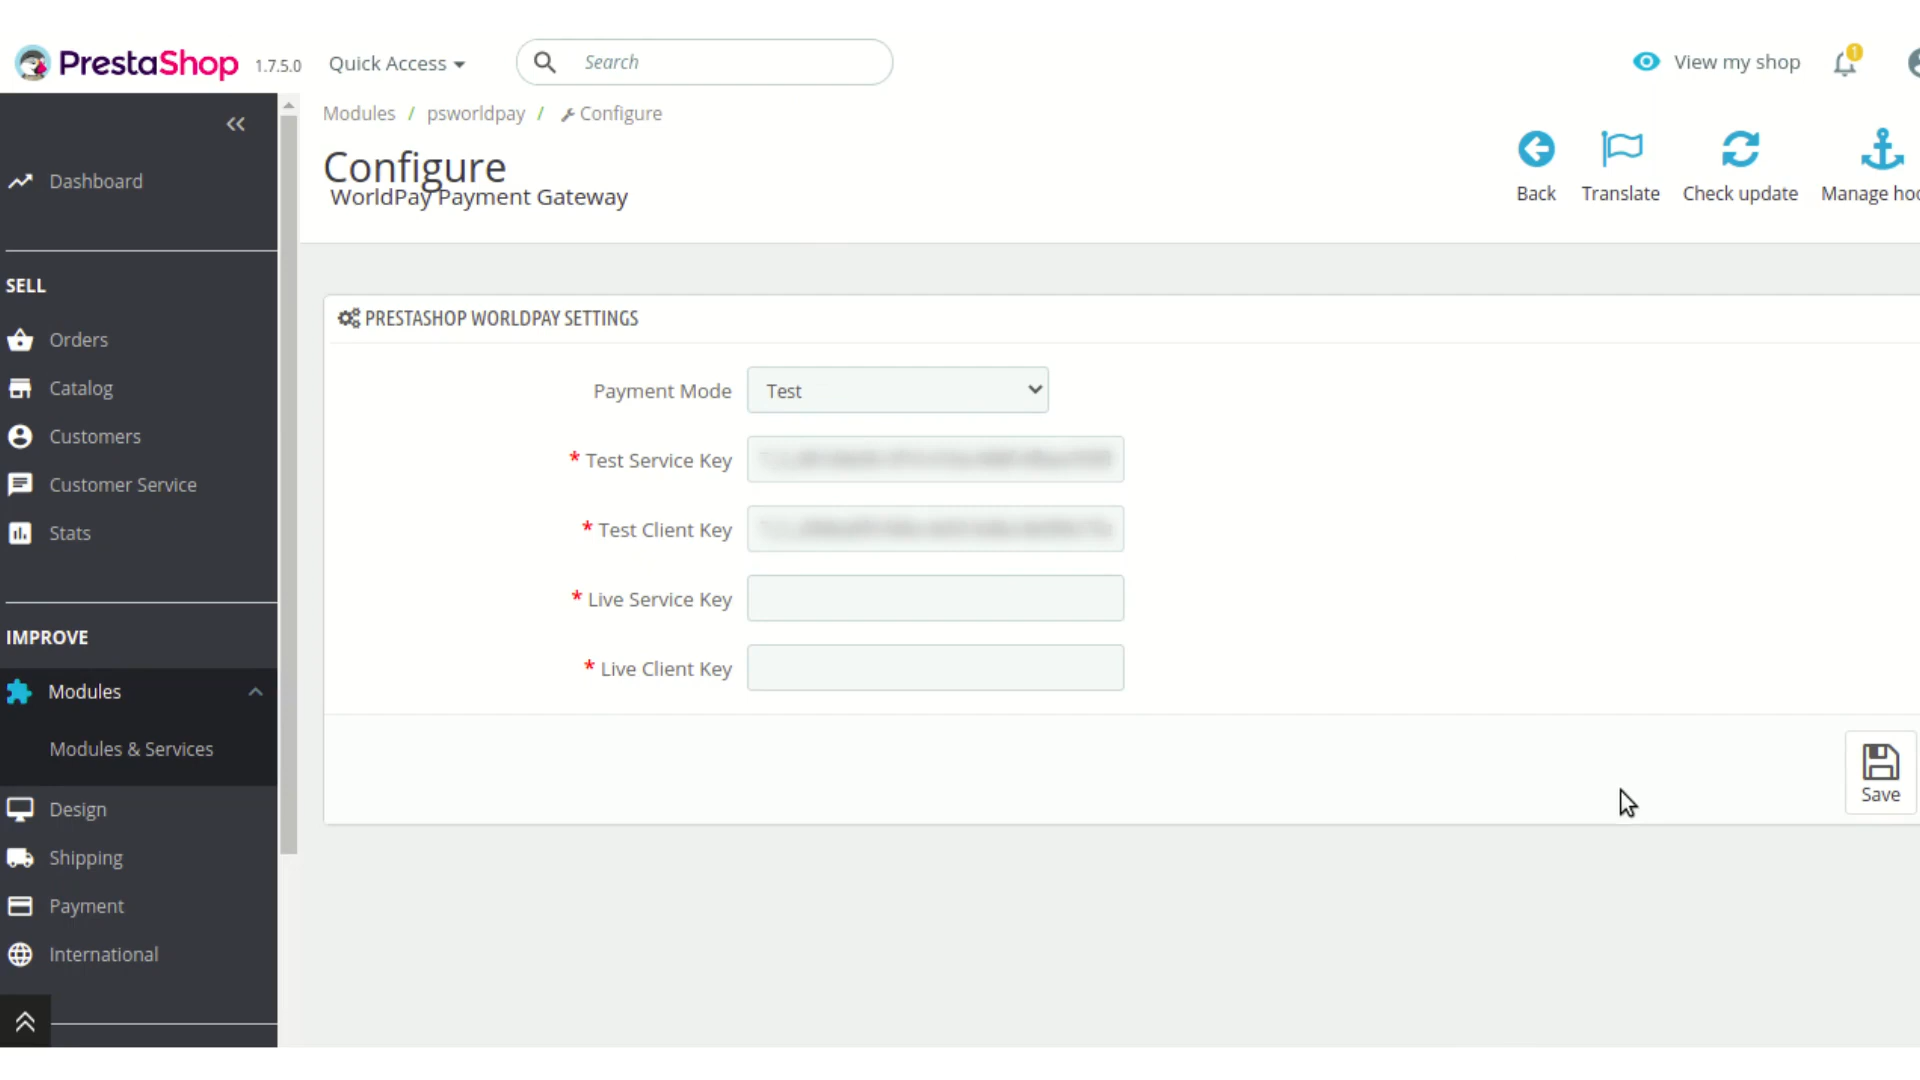 PrestaShop 1.7.5.0 Quick Access Search View my shop 1
Modules / psworldpay / Configure
Configure
WorldPay Payment Gateway
Back Translate Check update Manage hoo
Dashboard
SELL
Orders
Catalog
Customers
Customer Service
Stats
IMPROVE
Modules
Modules & Services
Design
Shipping
Payment
International
PRESTASHOP WORLDPAY SETTINGS
Payment Mode Test
* Test Service Key
* Test Client Key
* Live Service Key
* Live Client Key
Save